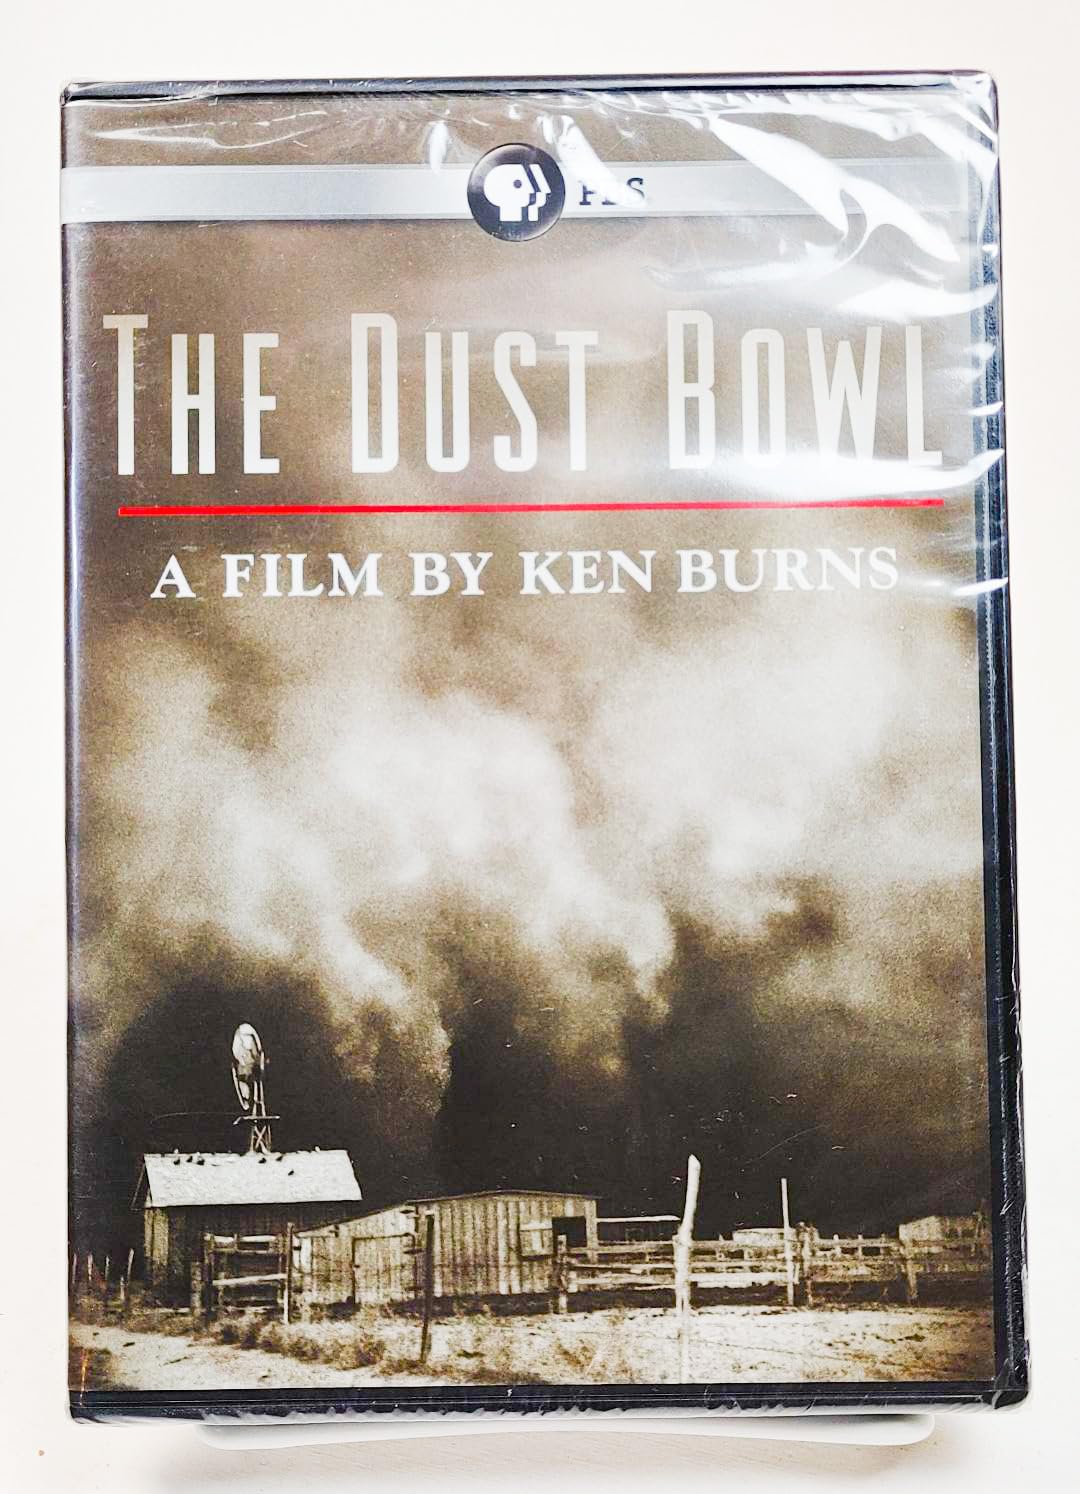 PBS
THE DUST BOWL
A FILM BY KEN BURNS